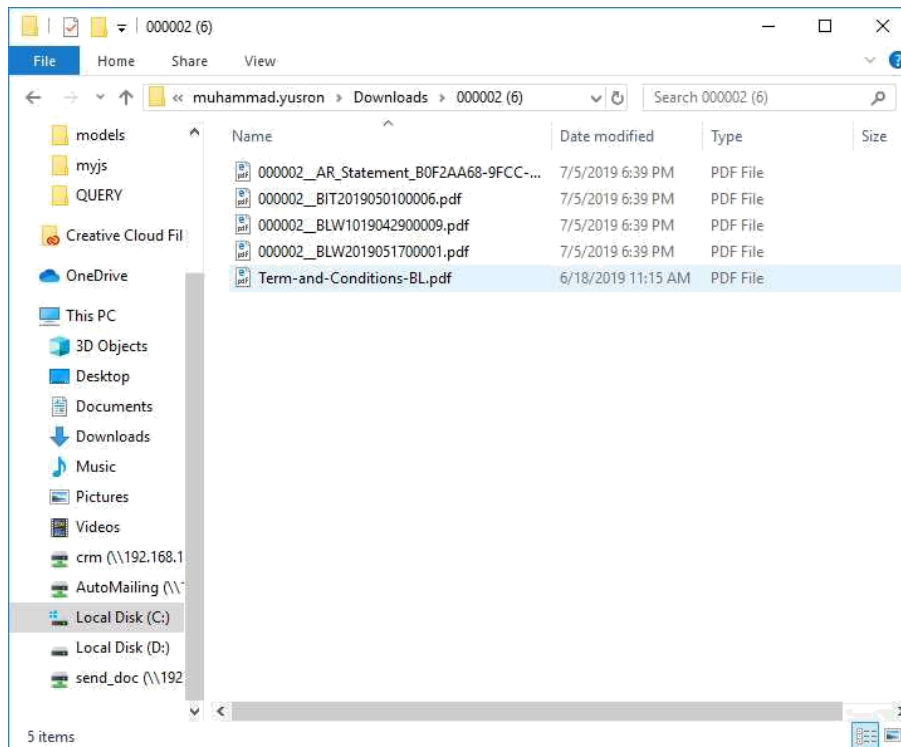 000002 (6)
File Home Share View
« muhammad.yusron › Downloads › 000002 (6) Search 000002 (6)
Name Date modified Type Size
models
myjs
QUERY
Creative Cloud Fil
OneDrive
This PC
3D Objects
Desktop
Documents
Downloads
Music
Pictures
Videos
crm (\\192.168.1
AutoMailing (\\
Local Disk (C:)
Local Disk (D:)
send_doc (\\192
000002__AR_Statement_B0F2AA68-9FCC-... 7/5/2019 6:39 PM PDF File
000002__BIT2019050100006.pdf 7/5/2019 6:39 PM PDF File
000002__BLW1019042900009.pdf 7/5/2019 6:39 PM PDF File
000002__BLW2019051700001.pdf 7/5/2019 6:39 PM PDF File
Term-and-Conditions-BL.pdf 6/18/2019 11:15 AM PDF File
5 items